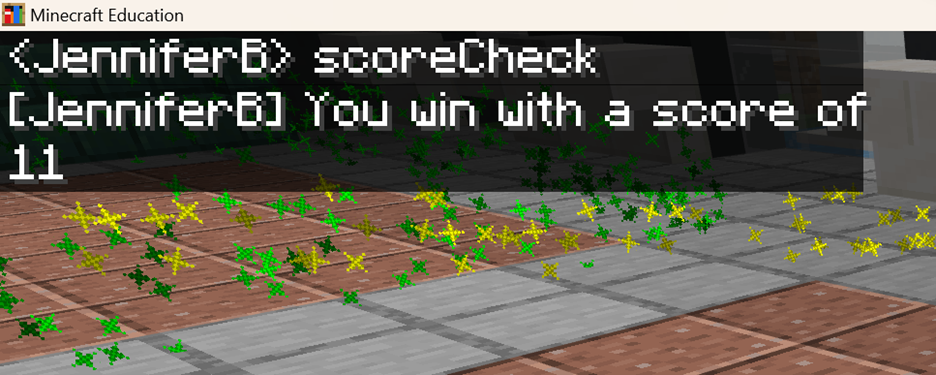 Minecraft Education
<JenniferB> scoreCheck
[JenniferB] You win with a score of
11